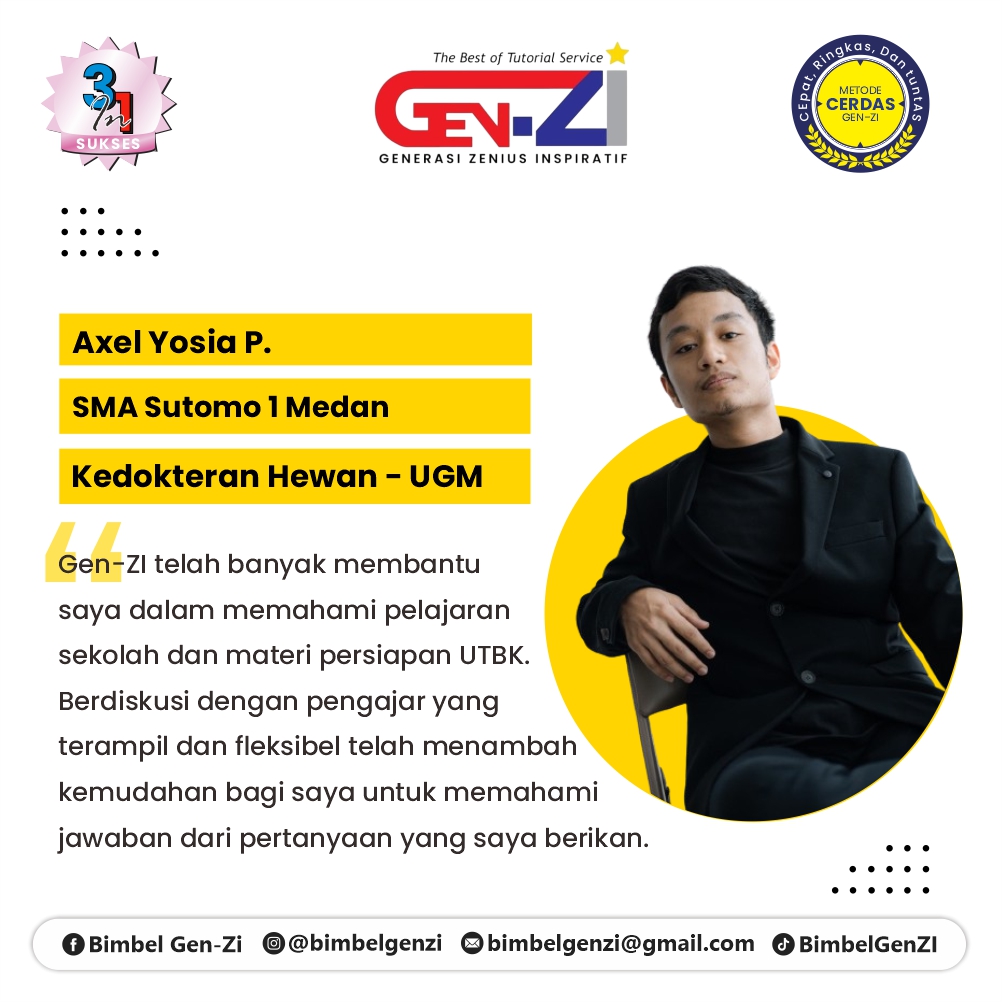 3 In 1
SUKSES
The Best of Tutorial Service
GEN-ZI
GENERASI ZENIUS INSPIRATIF
CEpat, Ringkas, Dan tuntAS
METODE
CERDAS
GEN-ZI
Axel Yosia P.
SMA Sutomo 1 Medan
Kedokteran Hewan - UGM
“
Gen-ZI telah banyak membantu
saya dalam memahami pelajaran
sekolah dan materi persiapan UTBK.
Berdiskusi dengan pengajar yang
terampil dan fleksibel telah menambah
kemudahan bagi saya untuk memahami
jawaban dari pertanyaan yang saya berikan.
Bimbel Gen-Zi @bimbelgenzi bimbelgenzi@gmail.com BimbelGenZI